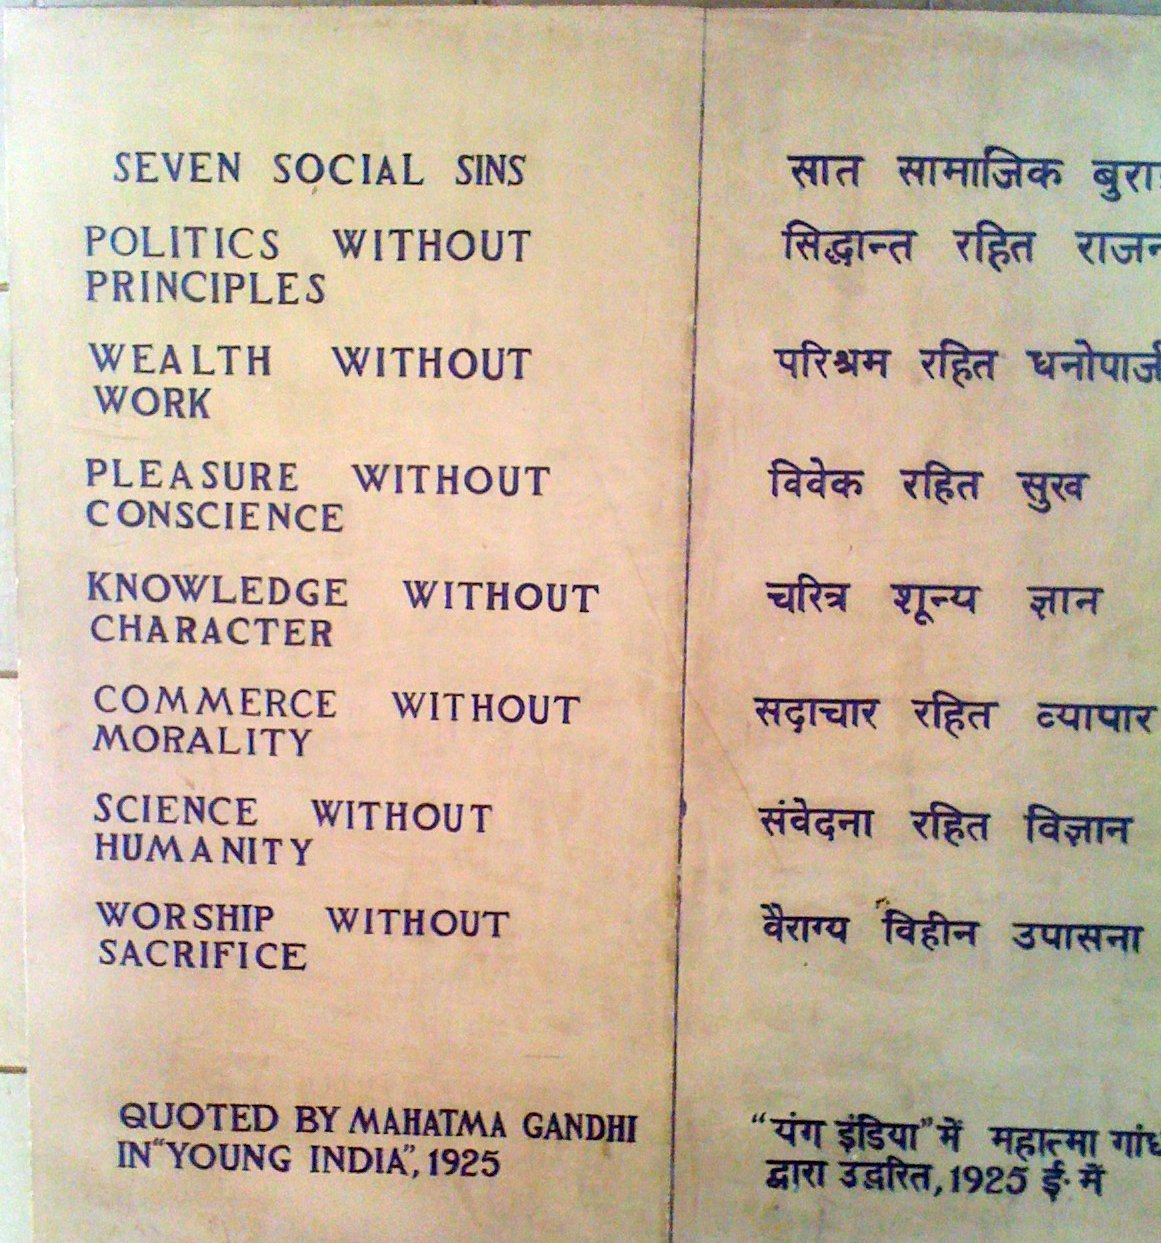 SEVEN SOCIAL SINS
POLITICS WITHOUT
PRINCIPLES
WEALTH WITHOUT
WORK
PLEASURE WITHOUT
CONSCIENCE
KNOWLEDGE WITHOUT
CHARACTER
COMMERCE WITHOUT
MORALITY
SCIENCE WITHOUT
HUMANITY
WORSHIP WITHOUT
SACRIFICE
QUOTED BY MAHATMA GANDHI
IN "YOUNG INDIA", 1925
सात सामाजिक
सिद्धान्त रहित
परिश्रम रहित
विवेक रहित सुख
चरित्र शून्य ज्ञान
सदाचार रहित व्यापार
संवेदना रहित विज्ञान
वैराग्य विहीन उपासना
"यंग इंडिया" में महात्मा
द्वारा उद्वरित, 1925 ई॰ में